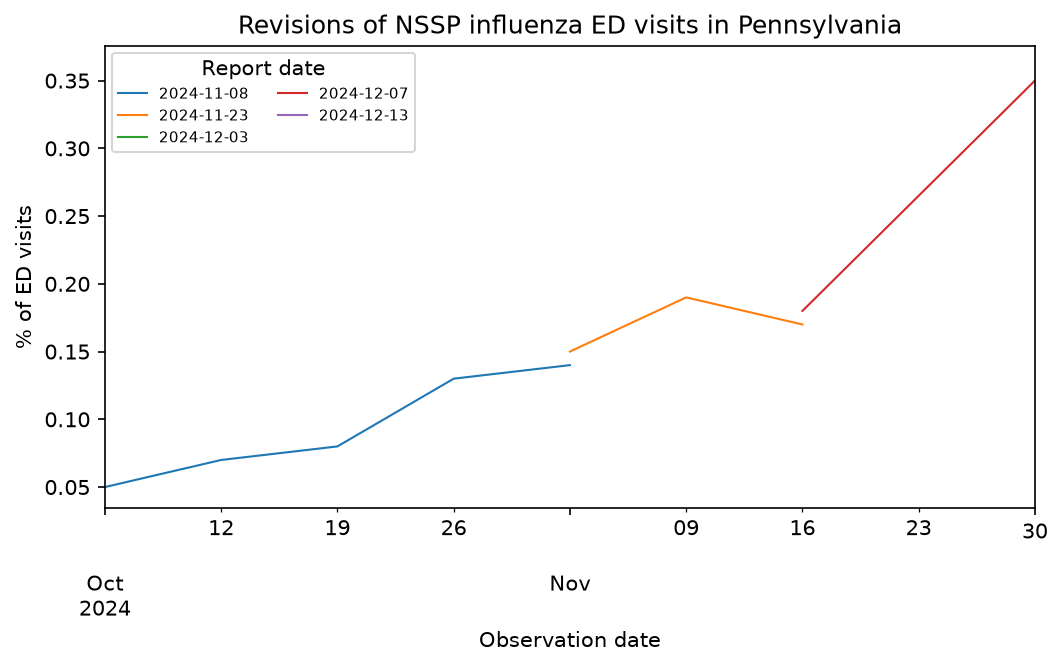 Revisions of NSSP influenza ED visits in Pennsylvania
Report date
2024-11-08 2024-12-07
2024-11-23 2024-12-13
2024-12-03
% of ED visits
0.35
0.30
0.25
0.20
0.15
0.10
0.05
12 19 26 09 16 23 30
Oct Nov
2024
Observation date